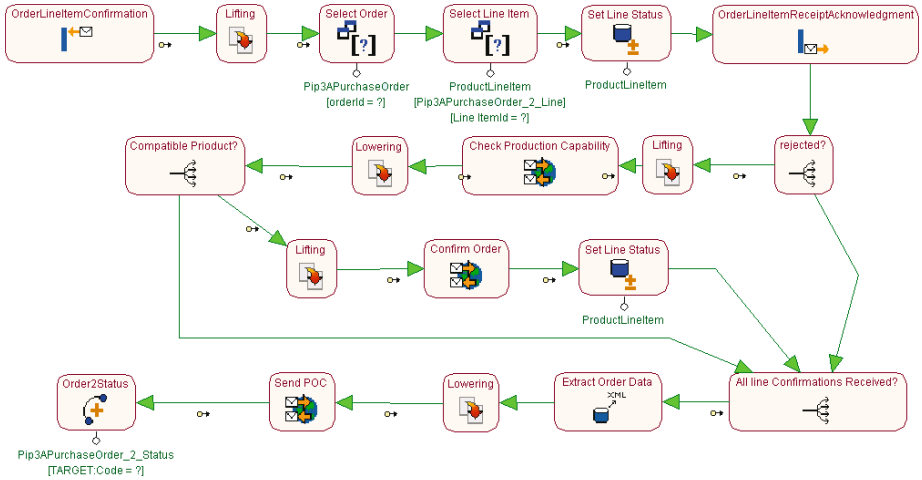 OrderLineItemConfirmation
Lifting
Select Order
Select Line Item
Set Line Status
OrderLineItemReceiptAcknowledgment
[?]
[?]
Pip3APurchaseOrder
[orderId = ?]
ProductLineItem
[Pip3APurchaseOrder_2_Line]
[Line ItemId = ?]
ProductLineItem
Compatible Prioduct?
Lowering
Check Production Capability
Lifting
rejected?
Lifting
Confirm Order
Set Line Status
ProductLineItem
Order2Status
Send POC
Lowering
Extract Order Data
XML
All line Confirmations Received?
Pip3APurchaseOrder_2_Status
[TARGET:Code = ?]